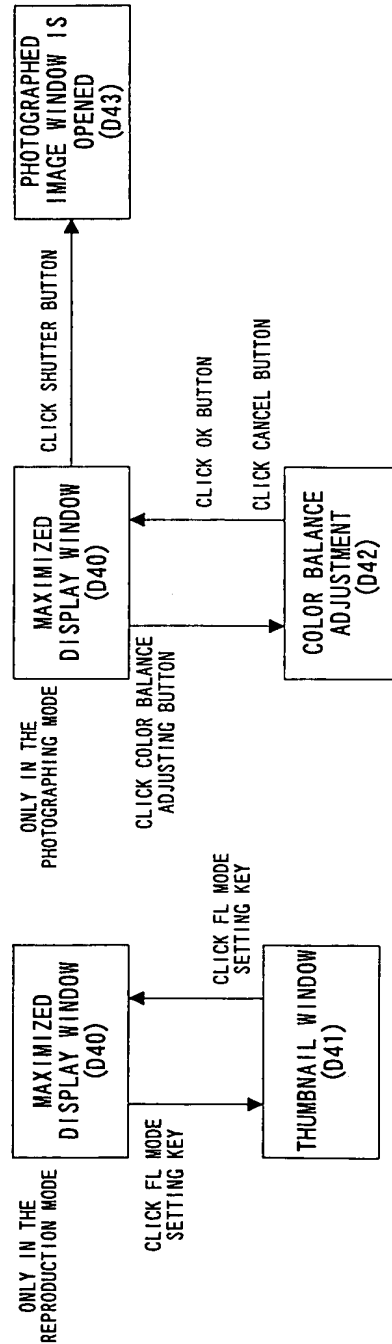 ONLY IN THE
REPRODUCTION MODE
MAXIMIZED
DISPLAY WINDOW
(D40)
CLICK FL MODE
SETTING KEY
CLICK FL MODE
SETTING KEY
THUMBNAIL WINDOW
(D41)
ONLY IN THE
PHOTOGRAPHING MODE
MAXIMIZED
DISPLAY WINDOW
(D40)
CLICK SHUTTER BUTTON
PHOTOGRAPHED
IMAGE WINDOW IS
OPENED
(D43)
CLICK COLOR BALANCE
ADJUSTING BUTTON
CLICK OK BUTTON
CLICK CANCEL BUTTON
COLOR BALANCE
ADJUSTMENT
(D42)